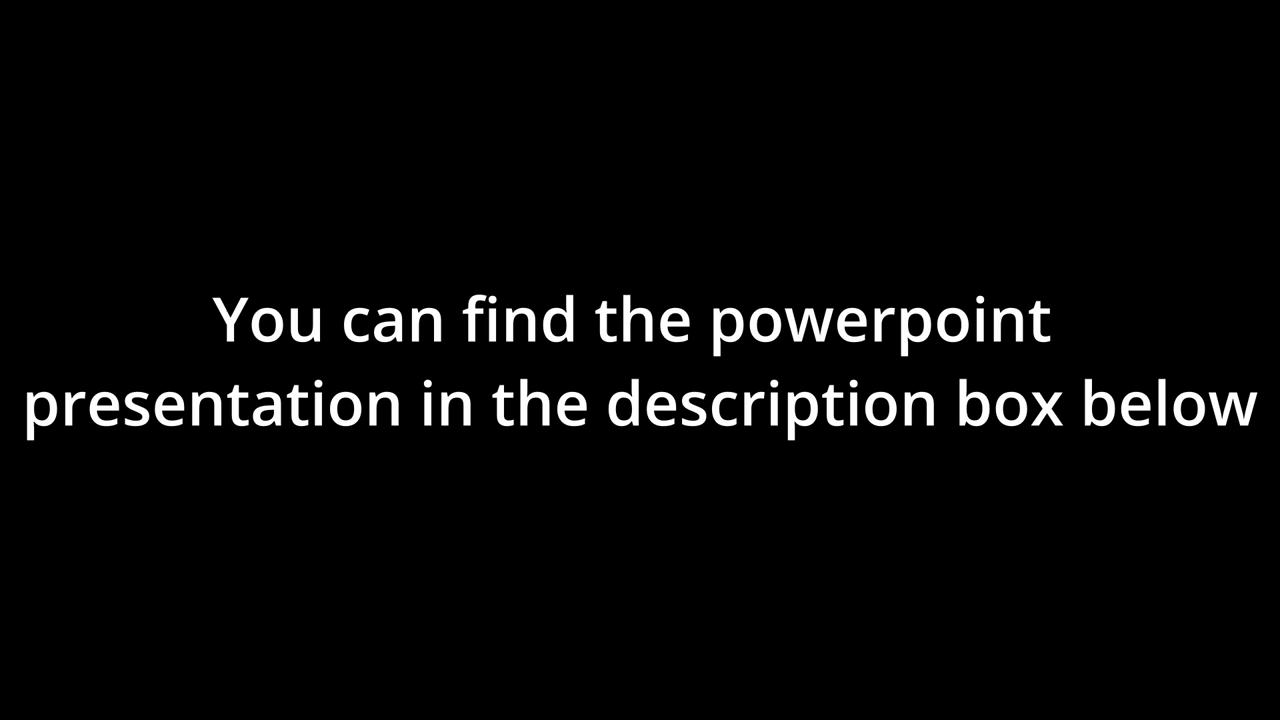 You can find the powerpoint
presentation in the description box below